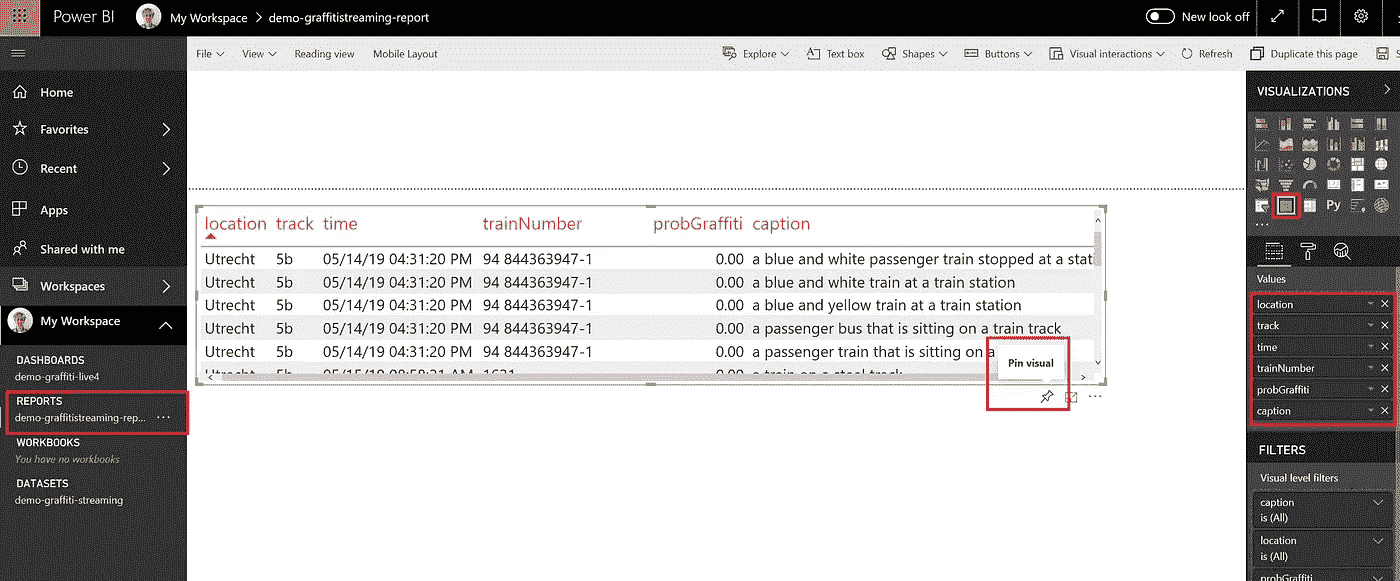 Power BI My Workspace > demo-graffitistreaming-report New look off
File View Reading view Mobile Layout Explore Text box Shapes Buttons Visual interactions Refresh Duplicate this page
Home
Favorites
Recent
Apps
Shared with me
Workspaces
My Workspace
DASHBOARDS
demo-graffiti-live4
REPORTS
demo-graffitistreaming-rep... ...
WORKBOOKS
You have no workbooks
DATASETS
demo-graffiti-streaming
location track time trainNumber probGraffiti caption
Utrecht 5b 05/14/19 04:31:20 PM 94 844363947-1 0.00 a blue and white passenger train stopped at a stat
Utrecht 5b 05/14/19 04:31:20 PM 94 844363947-1 0.00 a blue and white train at a train station
Utrecht 5b 05/14/19 04:31:20 PM 94 844363947-1 0.00 a blue and yellow train at a train station
Utrecht 5b 05/14/19 04:31:20 PM 94 844363947-1 0.00 a passenger bus that is sitting on a train track
Utrecht 5b 05/14/19 04:31:20 PM 94 844363947-1 0.00 a passenger train that is sitting on a
Pin visual
VISUALIZATIONS
Py
Values
location
track
time
trainNumber
probGraffiti
caption
FILTERS
Visual level filters
caption
is (All)
location
is (All)
probGraffiti